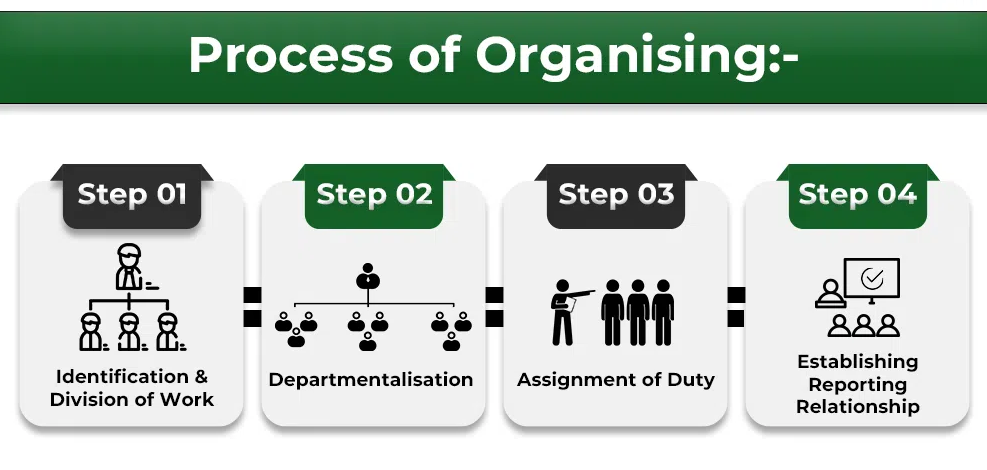 Process of Organising:-
Step 01
Identification &
Division of Work
Step 02
Departmentalisation
Step 03
Assignment of Duty
Step 04
Establishing
Reporting
Relationship